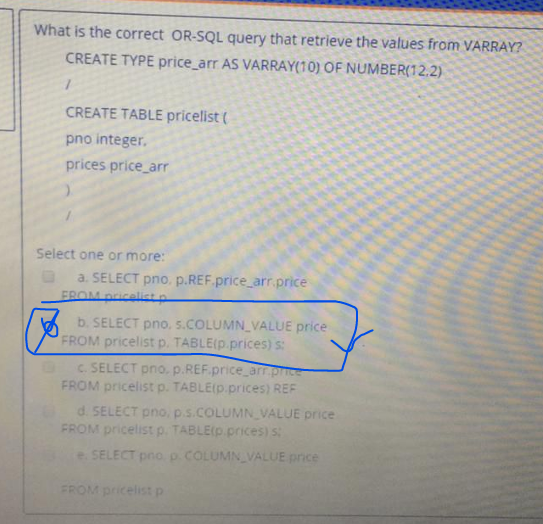 What is the correct OR-SQL query that retrieve the values from VARRAY?
CREATE TYPE price_arr AS VARRAY(10) OF NUMBER(12,2)
/
CREATE TABLE pricelist (
pno integer,
prices price_arr
)
/
Select one or more:
a. SELECT pno, p.REF.price_arr.price
FROM pricelist p
b. SELECT pno, s.COLUMN_VALUE price
FROM pricelist p, TABLE(p.prices) s;
c. SELECT pno, p.REF.price_arr.price
FROM pricelist p, TABLE(p.prices) REF
d. SELECT pno, p.s.COLUMN_VALUE price
FROM pricelist p, TABLE(p.prices) s;
e. SELECT pno, p. COLUMN_VALUE price
FROM pricelist p